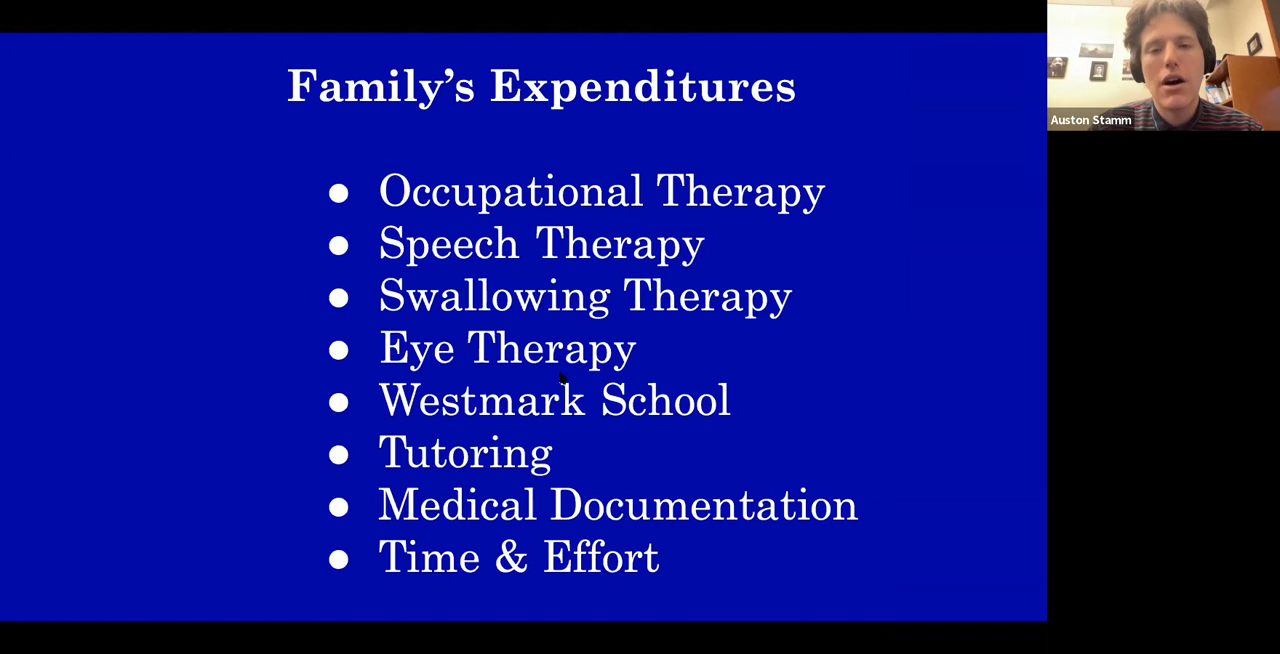 Family’s Expenditures
● Occupational Therapy
● Speech Therapy
● Swallowing Therapy
● Eye Therapy
● Westmark School
● Tutoring
● Medical Documentation
● Time & Effort
Auston Stamm